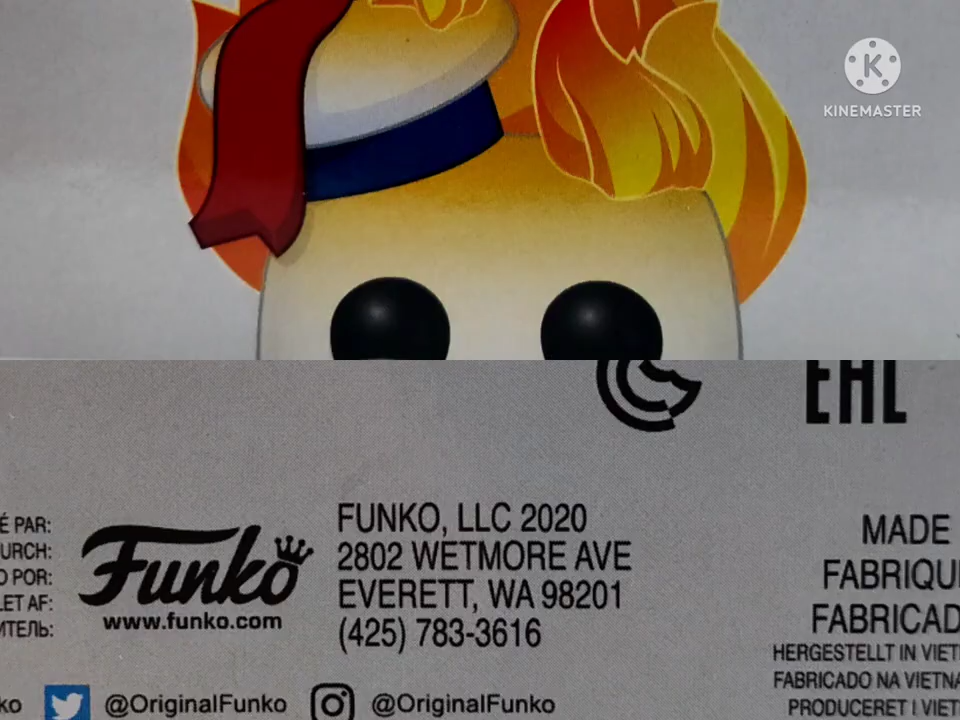 K
KINEMASTER
EAC
É PAR:
URCH:
O POR:
LET AF:
ИТЕЛЬ:
Funko
www.funko.com
FUNKO, LLC 2020
2802 WETMORE AVE
EVERETT, WA 98201
(425) 783-3616
MADE
FABRIQU
FABRICAD
HERGESTELLT IN VIET
FABRICADO NA VIETNA
PRODUCERET I VIET
ko
@OriginalFunko
@OriginalFunko